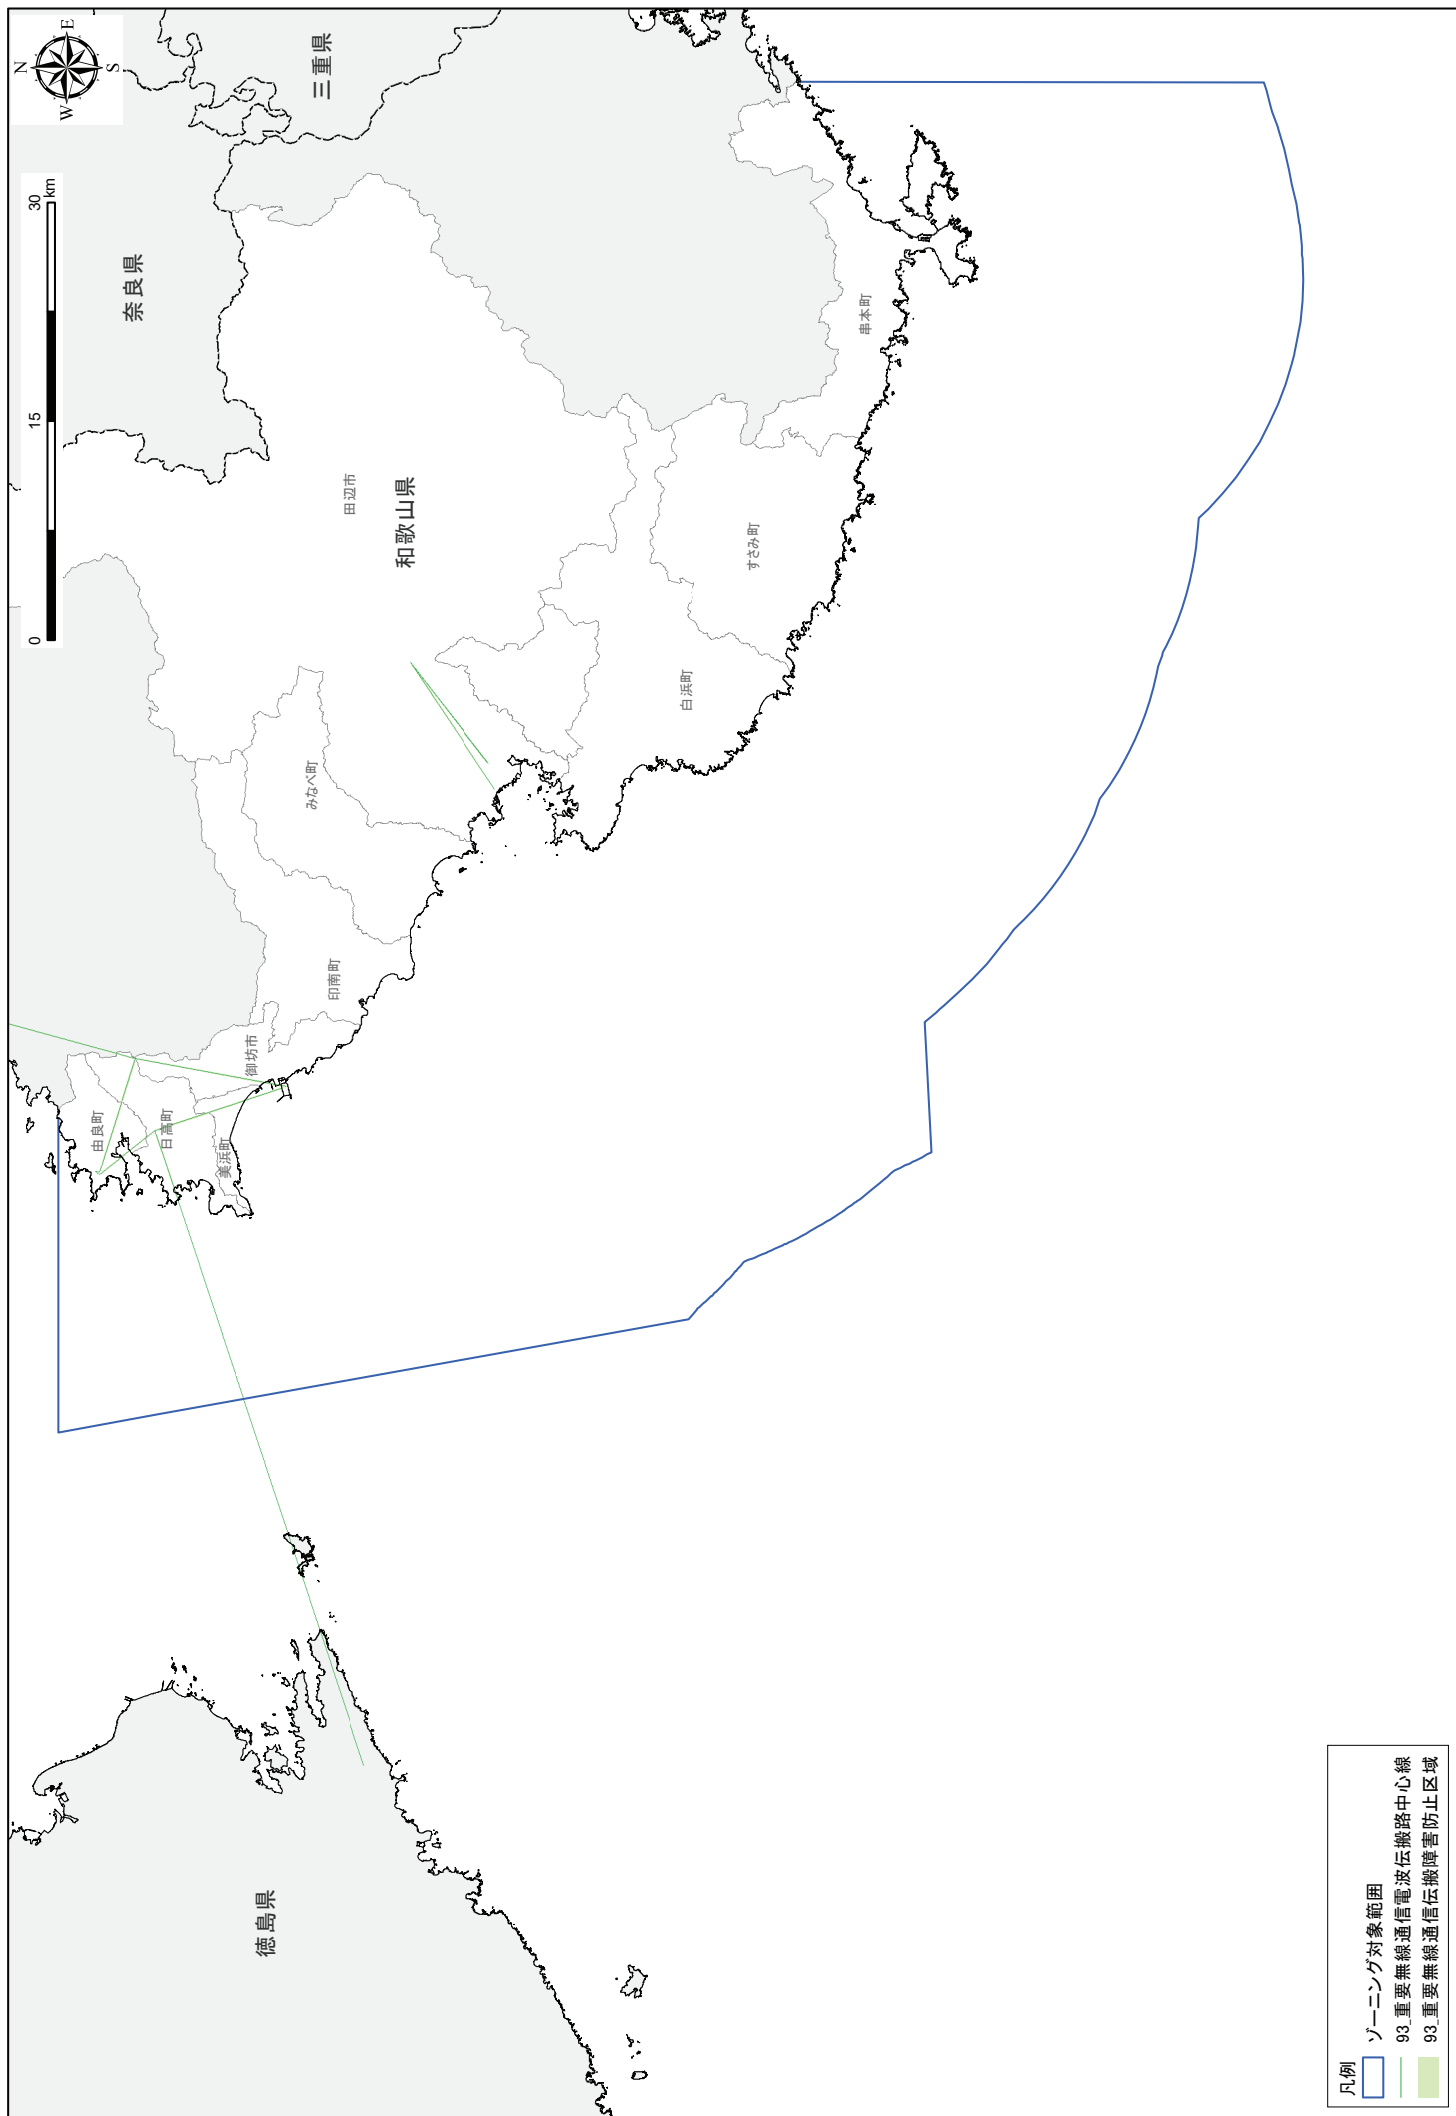 N
W
E
S
0
15
30
km
三重県
奈良県
和歌山県
田辺市
みなべ町
印南町
御坊市
由良町
日高町
美浜町
白浜町
すさみ町
串本町
徳島県
凡例
ゾーニング対象範囲
93_重要無線通信電波伝搬路中心線
93_重要無線通信伝搬障害防止区域